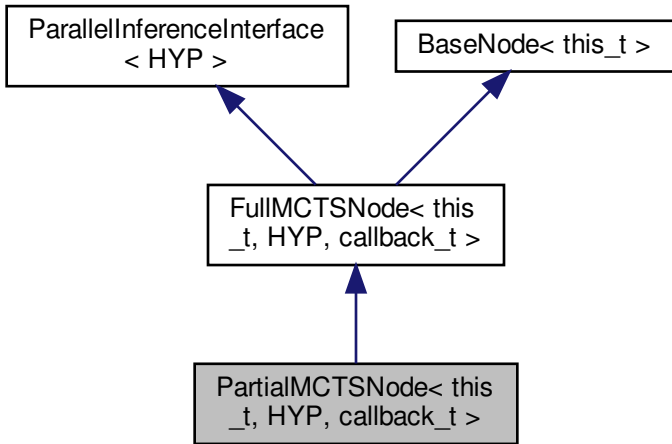 ParallelInferenceInterface
< HYP >
BaseNode< this_t >
FullMCTSNode< this
_t, HYP, callback_t >
PartialMCTSNode< this
_t, HYP, callback_t >